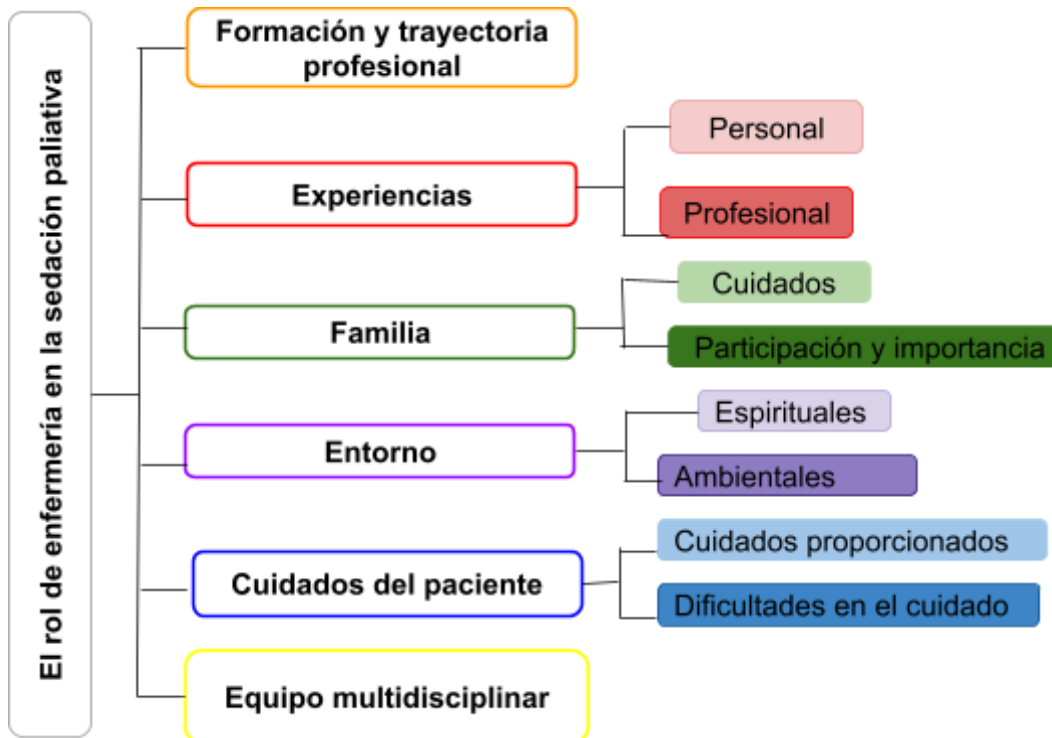 El rol de enfermería en la sedación paliativa
Formación y trayectoria
profesional
Experiencias
Personal
Profesional
Familia
Cuidados
Participación y importancia
Entorno
Espirituales
Ambientales
Cuidados del paciente
Cuidados proporcionados
Dificultades en el cuidado
Equipo multidisciplinar